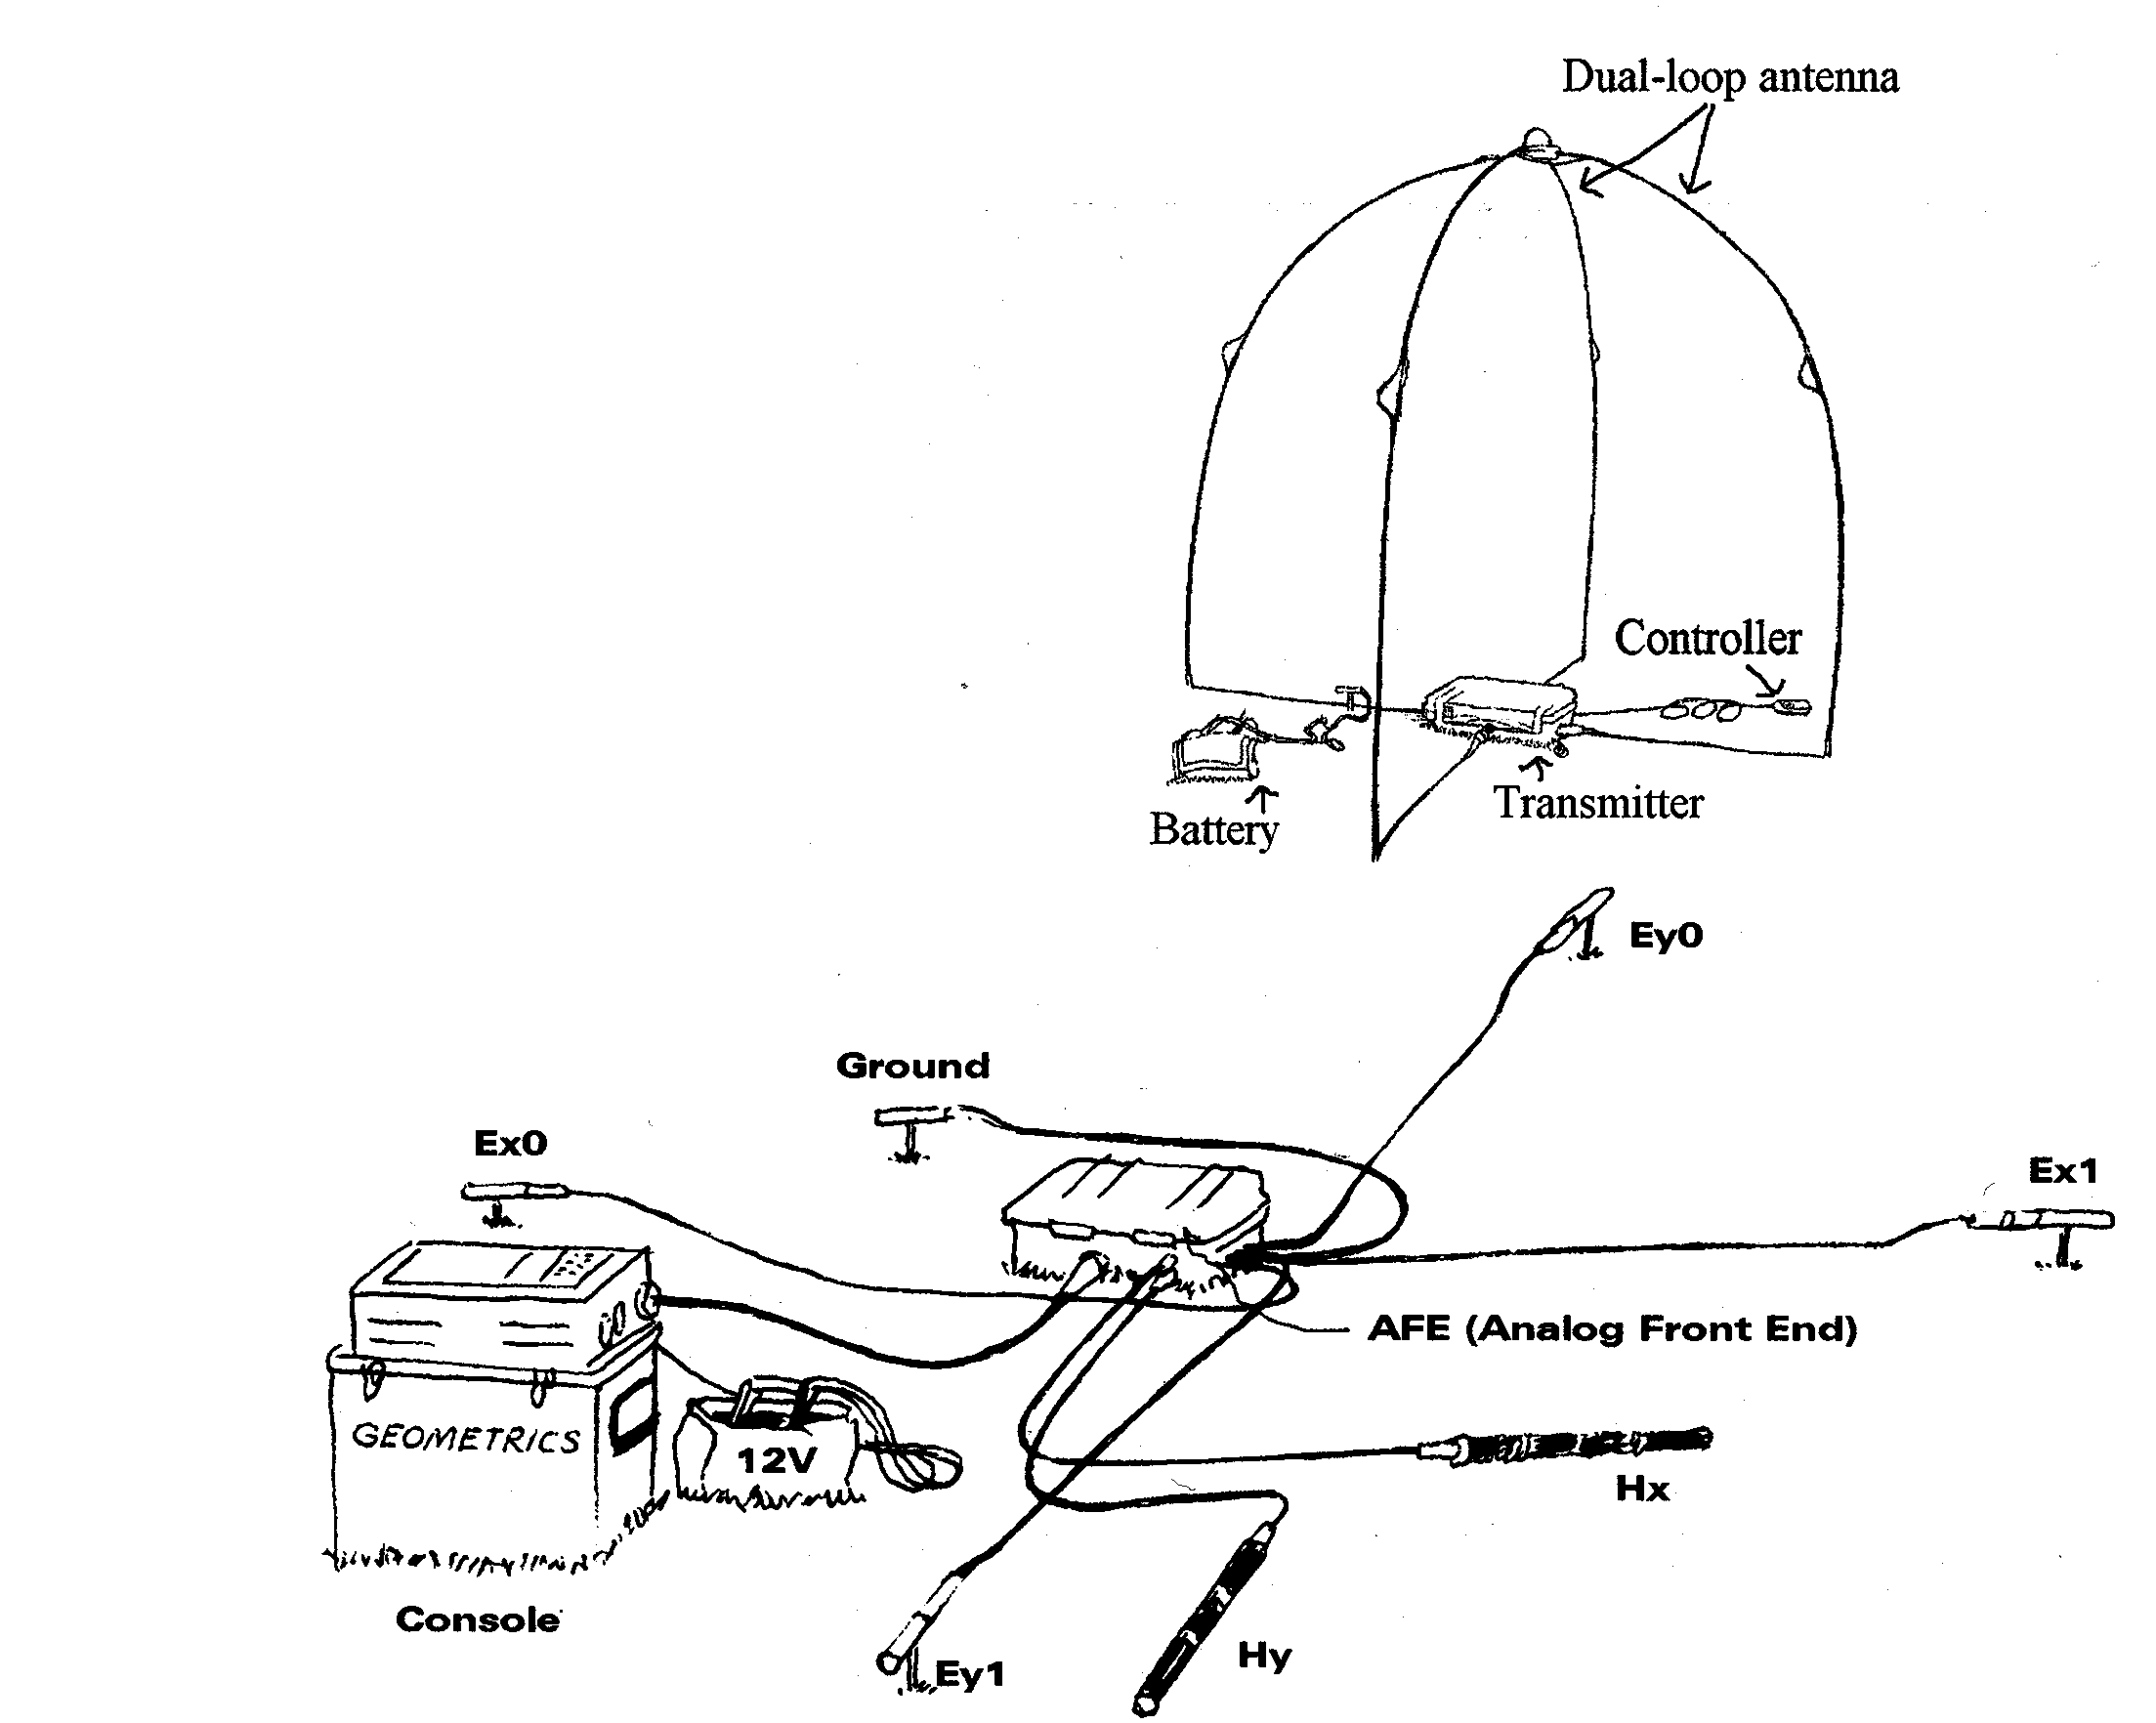 Dual-loop antenna
Controller
Transmitter
Battery
Ey0
Ground
Ex0
Ex1
AFE (Analog Front End)
GEOMETRICS
12V
Hx
Console
Hy
Ey1